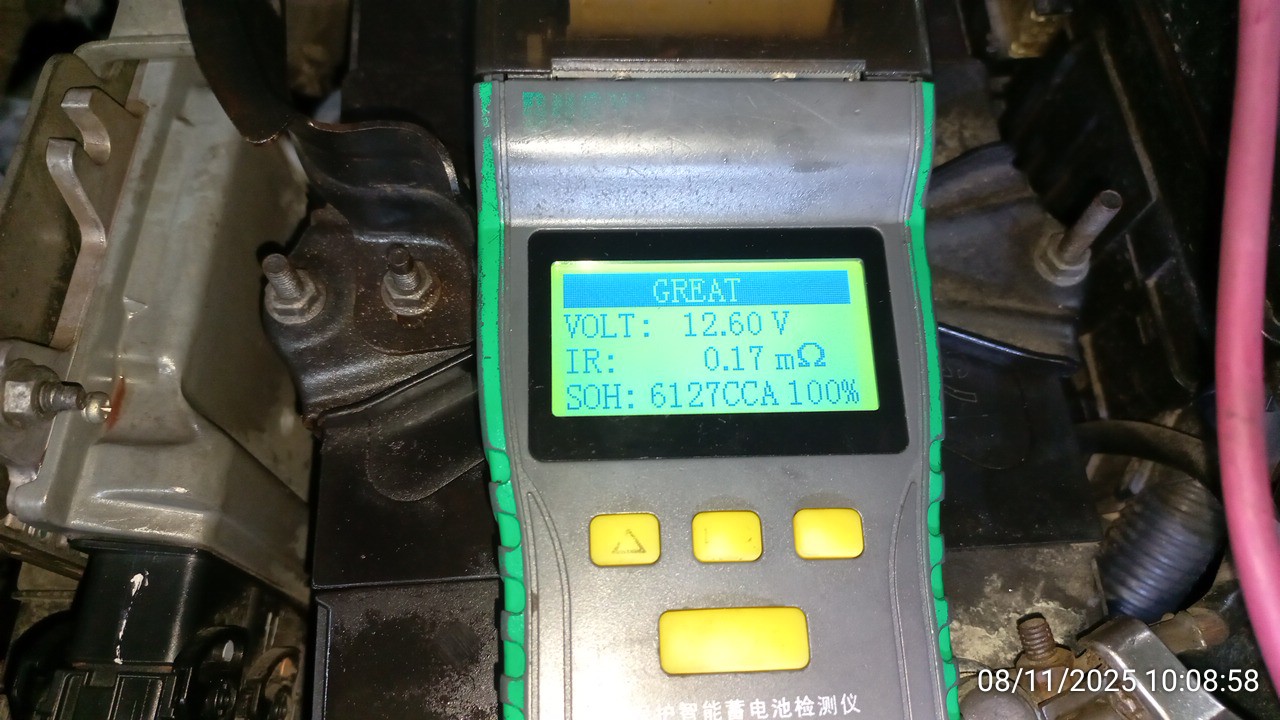 GREAT
VOLT: 12.60 V
IR: 0.17 mΩ
SOH: 6127CCA 100%
护智能蓄电池检测仪
08/11/2025 10:08:58